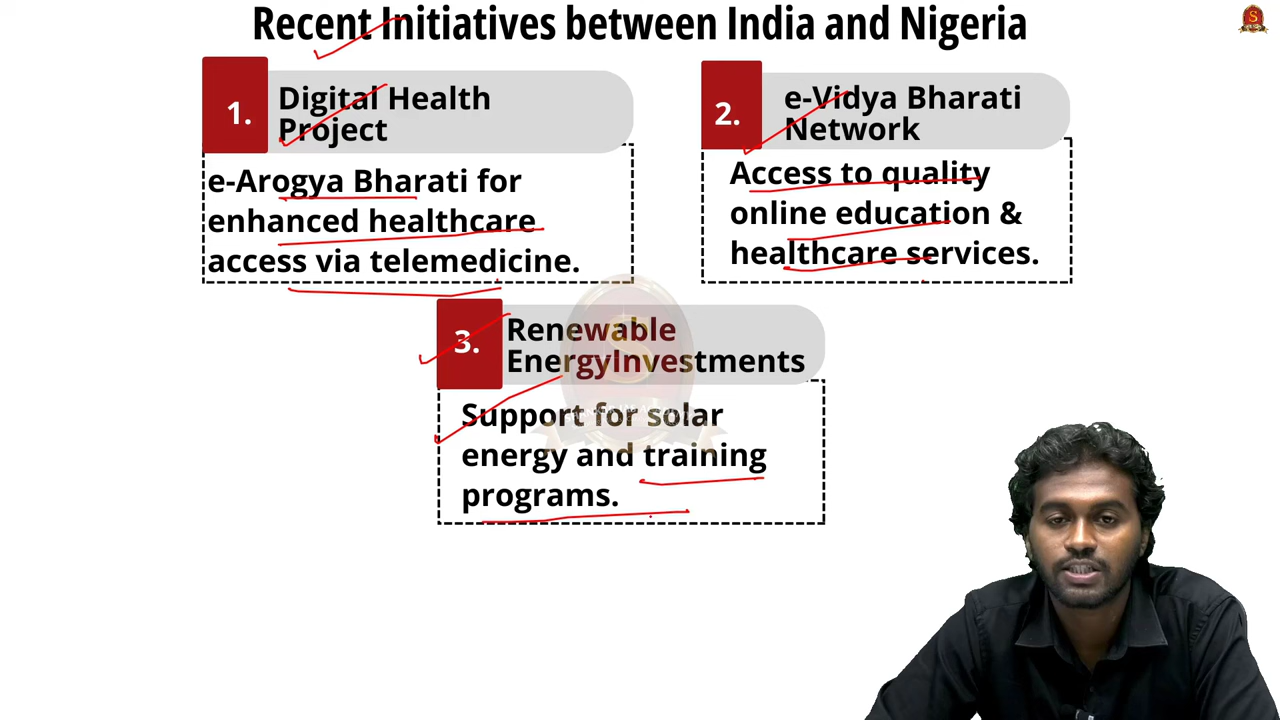 Recent Initiatives between India and Nigeria
1.
Digital Health
Project
e-Arogya Bharati for
enhanced healthcare
access via telemedicine.
2.
e-Vidya Bharati
Network
Access to quality
online education &
healthcare services.
3.
Renewable
EnergyInvestments
Support for solar
energy and training
programs.
S
S